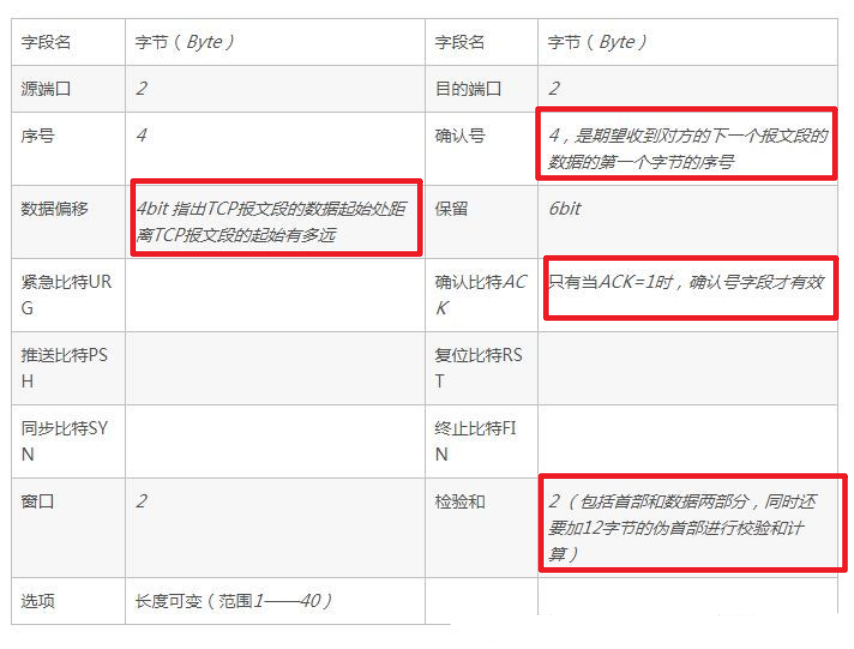 字段名 字节（Byte） 字段名 字节（Byte）
源端口 2 目的端口 2
序号 4 确认号 4，是期望收到对方的下一个报文段的
数据的第一个字节的序号
数据偏移 4bit 指出TCP报文段的数据起始处距 保留 6bit
离TCP报文段的起始有多远
紧急比特UR 确认比特AC 只有当ACK=1时，确认号字段才有效
G K
推送比特PS 复位比特RS
H T
同步比特SY 终止比特FI
N N
窗口 2 检验和 2（包括首部和数据两部分，同时还
要加12字节的伪首部进行校验和计
算）
选项 长度可变（范围1——40）